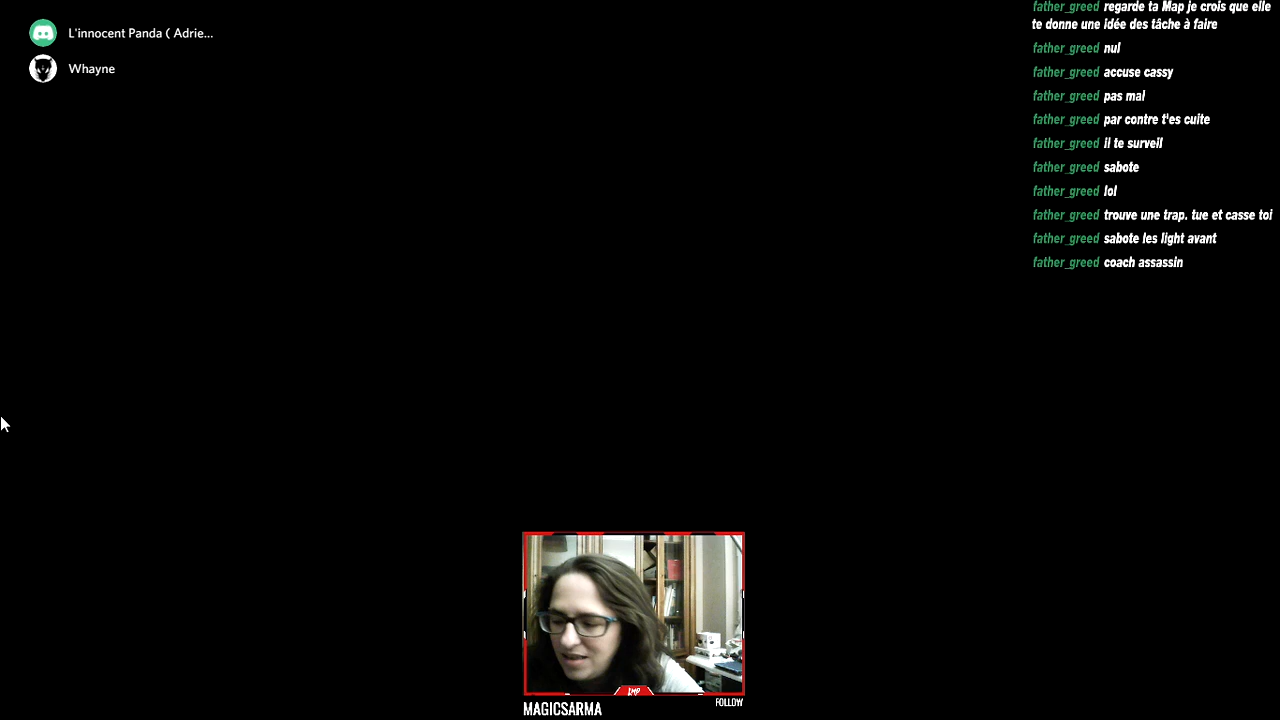 L'innocent Panda ( Adrie...
Whayne
father_greed regarde ta Map je crois que elle
te donne une idée des tâche à faire
father_greed nul
father_greed accuse cassy
father_greed pas mal
father_greed par contre t'es cuite
father_greed il te surveil
father_greed sabote
father_greed lol
father_greed trouve une trap. tue et casse toi
father_greed sabote les light avant
father_greed coach assassin
MAGICSARMA
FOLLOW